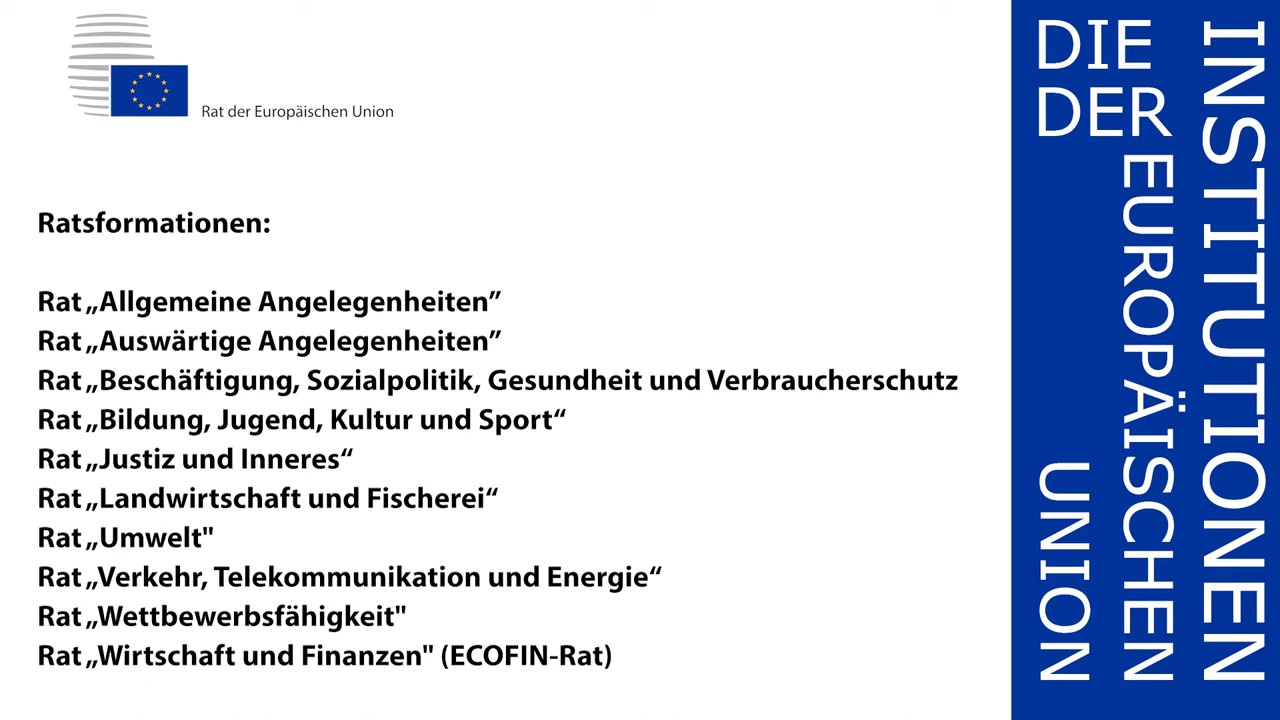 Rat der Europäischen Union
Ratsformationen:
Rat „Allgemeine Angelegenheiten”
Rat „Auswärtige Angelegenheiten”
Rat „Beschäftigung, Sozialpolitik, Gesundheit und Verbraucherschutz
Rat „Bildung, Jugend, Kultur und Sport“
Rat „Justiz und Inneres“
Rat „Landwirtschaft und Fischerei“
Rat „Umwelt"
Rat „Verkehr, Telekommunikation und Energie“
Rat „Wettbewerbsfähigkeit"
Rat „Wirtschaft und Finanzen" (ECOFIN-Rat)
DIE
INSTITUTIONEN
DER
EUROPÄISCHEN
UNION